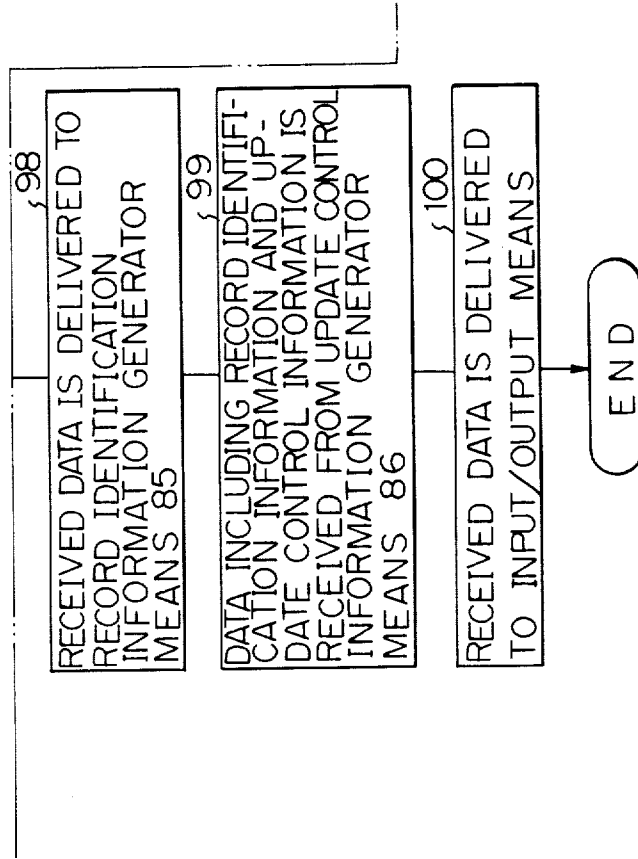 98
RECEIVED DATA IS DELIVERED TO
RECORD IDENTIFICATION
INFORMATION GENERATOR
MEANS 85
99
DATA INCLUDING RECORD IDENTIFI-
CATION INFORMATION AND UP-
DATE CONTROL INFORMATION IS
RECEIVED FROM UPDATE CONTROL
INFORMATION GENERATOR
MEANS 86
100
RECEIVED DATA IS DELIVERED
TO INPUT/OUTPUT MEANS
END